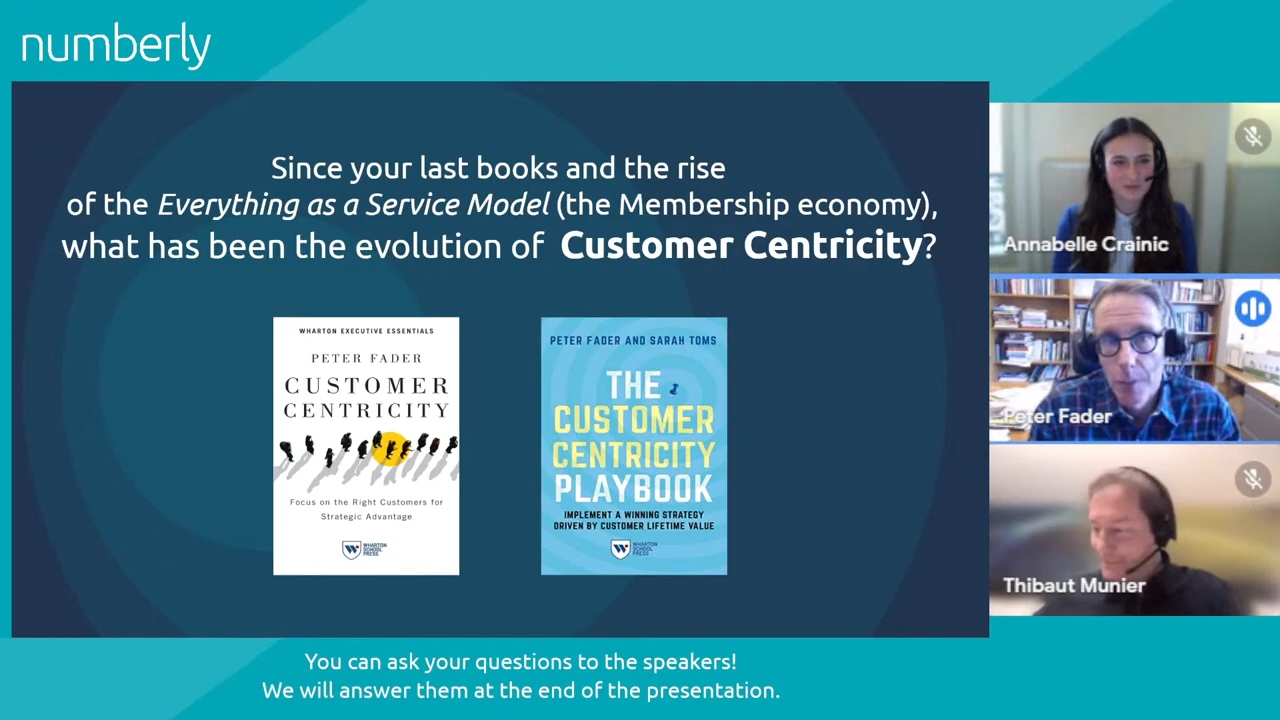 numberly
Since your last books and the rise
of the Everything as a Service Model (the Membership economy),
what has been the evolution of Customer Centricity?
WHARTON EXECUTIVE ESSENTIALS
PETER FADER
CUSTOMER
CENTRICITY
Focus on the Right Customers for
Strategic Advantage
WHARTON
SCHOOL
PRESS
PETER FADER AND SARAH TOMS
THE
CUSTOMER
CENTRICITY
PLAYBOOK
IMPLEMENT A WINNING STRATEGY
DRIVEN BY CUSTOMER LIFETIME VALUE
WHARTON
SCHOOL
PRESS
Annabelle Crainic
Peter Fader
Thibaut Munier
You can ask your questions to the speakers!
We will answer them at the end of the presentation.